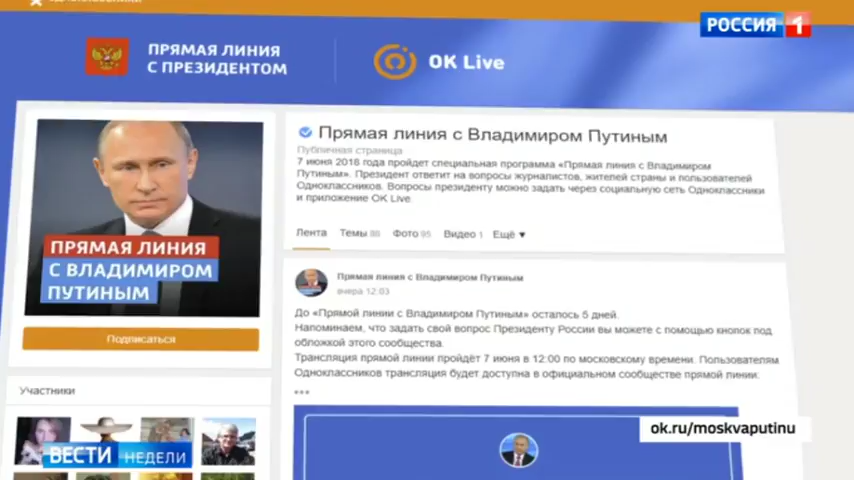 РОССИЯ 1
ПРЯМАЯ ЛИНИЯ
С ПРЕЗИДЕНТОМ
OK Live
ПРЯМАЯ ЛИНИЯ
С ВЛАДИМИРОМ
ПУТИНЫМ
Подписаться
Участники
Прямая линия с Владимиром Путиным
Публичная страница
7 июня 2018 года пройдет специальная программа «Прямая линия с Владимиром
Путиным». Президент ответит на вопросы журналистов, жителей страны и пользователей
Одноклассников. Вопросы президенту можно задать через социальную сеть Одноклассники
и приложение OK Live
Лента Темы 88 Фото 95 Видео 1 Ещё ▼
Прямая линия с Владимиром Путиным
вчера 12:03
До «Прямой линии с Владимиром Путиным» осталось 5 дней.
Напоминаем, что задать свой вопрос Президенту России вы можете с помощью кнопок под
обложкой этого сообщества.
Трансляция прямой линии пройдёт 7 июня в 12:00 по московскому времени. Пользователям
Одноклассников трансляция будет доступна в официальном сообществе прямой линии.
ok.ru/moskvaputinu
ВЕСТИ НЕДЕЛИ